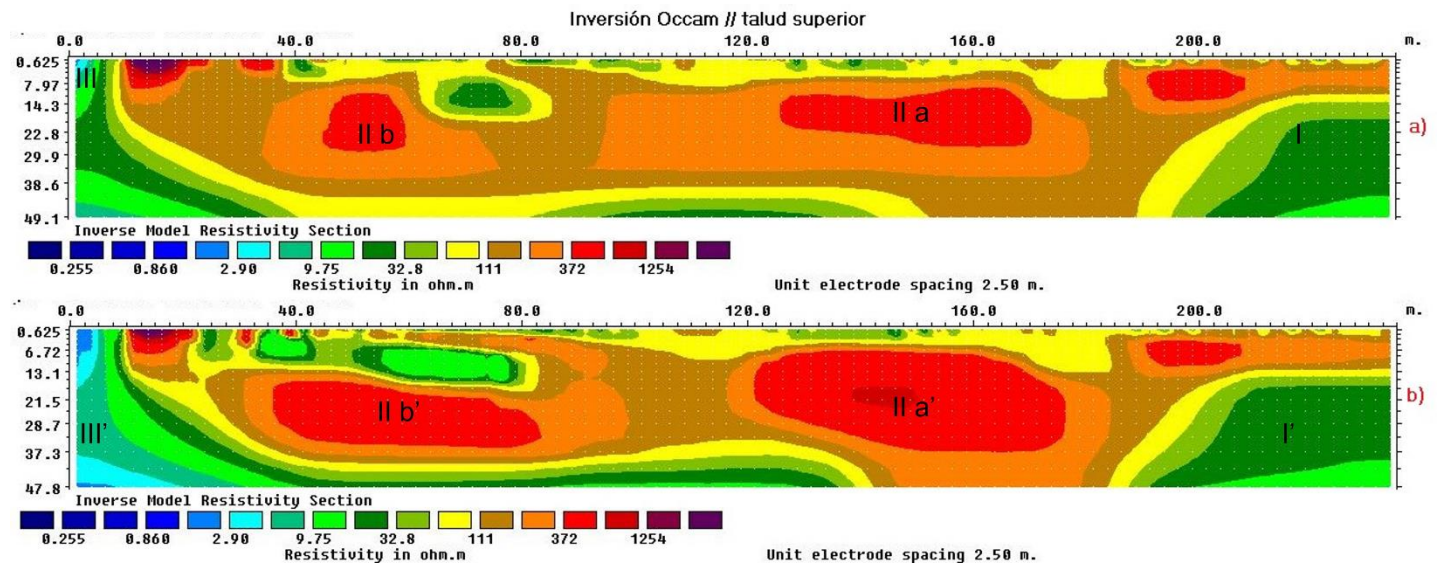 Inversión Occam // talud superior
0.0 40.0 80.0 120.0 160.0 200.0 m.
0.625
7.97
14.3
22.8
29.9
38.6
49.1
III
II b
II a
I
a)
Inverse Model Resistivity Section
0.255 0.860 2.90 9.75 32.8 111 372 1254
Resistivity in ohm.m Unit electrode spacing 2.50 m.
0.0 40.0 80.0 120.0 160.0 200.0 m.
0.625
6.72
13.1
21.5
28.7
37.3
47.8
III’
II b’
II a’
I’
b)
Inverse Model Resistivity Section
0.255 0.860 2.90 9.75 32.8 111 372 1254
Resistivity in ohm.m Unit electrode spacing 2.50 m.